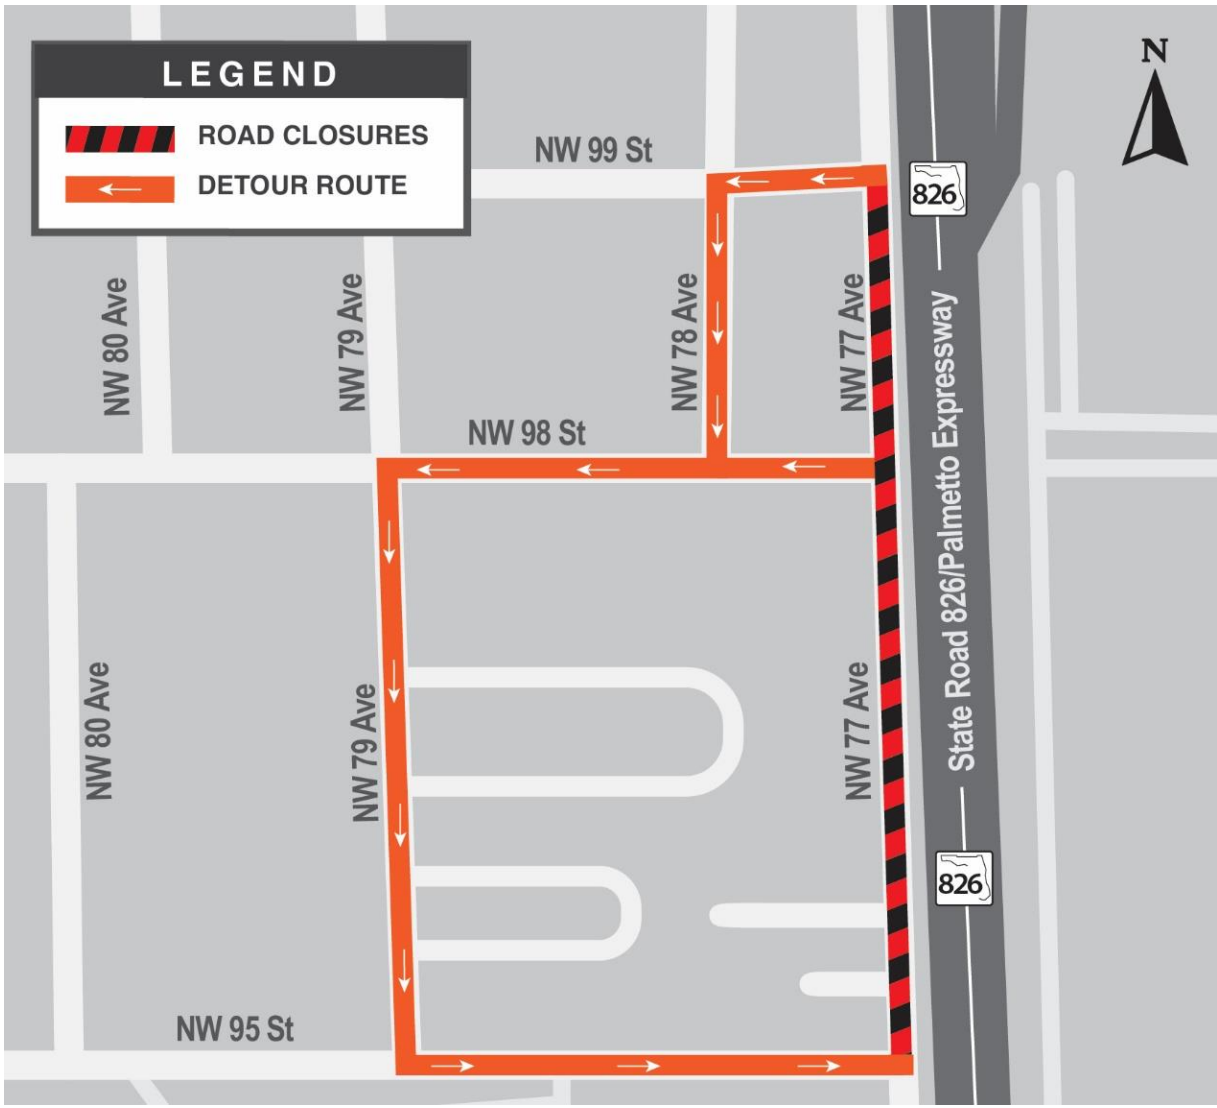 LEGEND
ROAD CLOSURES
DETOUR ROUTE
N
NW 99 St
826
NW 80 Ave
NW 79 Ave
NW 78 Ave
NW 77 Ave
State Road 826/Palmetto Expressway
NW 98 St
NW 80 Ave
NW 79 Ave
NW 77 Ave
826
NW 95 St